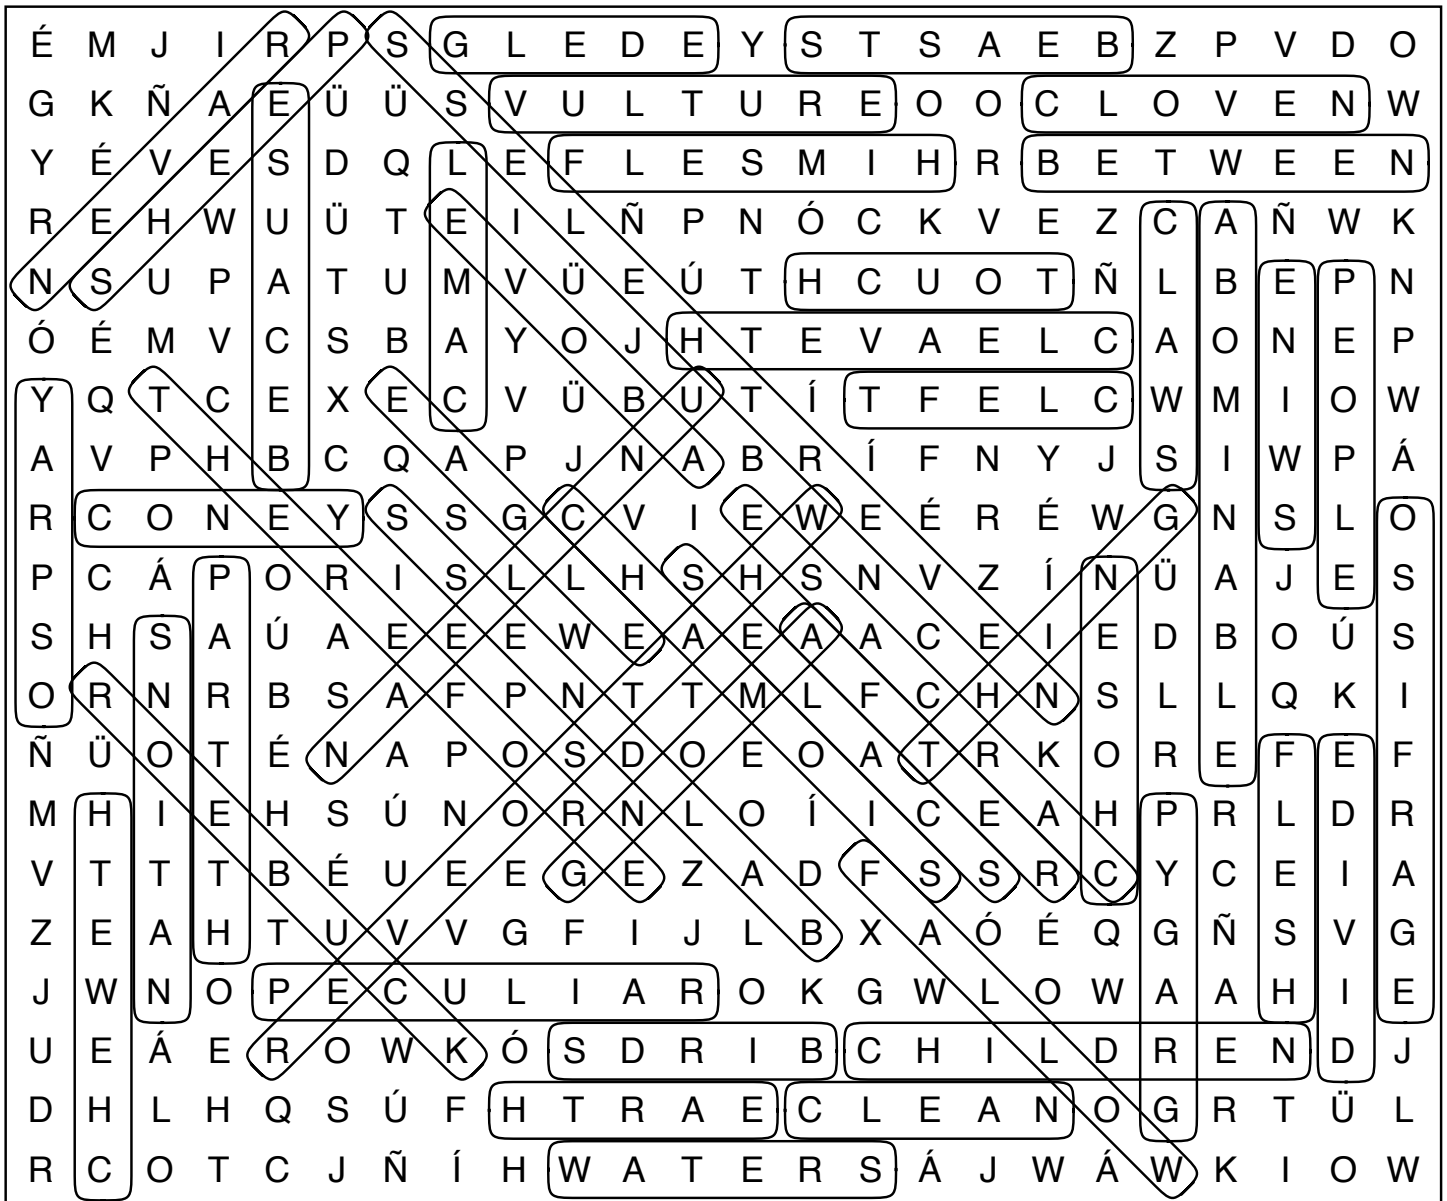 É M J I R P S G L E D E Y S T S A E B Z P V D O
G K Ñ A E Ü Ü S V U L T U R E O O C L O V E N W
Y É V E S D Q L E F L E S M I H R B E T W E E N
R E H W U Ü T E I L Ñ P N Ó C K V E Z C A Ñ W K
N S U P A T U M V Ü E Ú T H C U O T Ñ L B E P N
Ó É M V C S B A Y O J H T E V A E L C A O N E P
Y Q T C E X E C V Ü B U T Í T F E L C W M I O W
A V P H B C Q A P J N A B R Í F N Y J S I W P Á
R C O N E Y S S G C V I E W E É R É W G N S L O
P C Á P O R I S L L H S H S N V Z Í N Ü A J E S
S H S A Ú A E E E W E A E A A C E I E D B O Ú S
O R N R B S A F P N T T M L F C H N S L L Q K I
Ñ Ü O T É N A P O S D O E O A T R K O R E F E F
M H I E H S Ú N O R N L O Í I C E A H P R L D R
V T T T B É U E E G E Z A D F S S R C Y C E I A
Z E A H T U V V G F I J L B X A Ó É Q G Ñ S V G
J W N O P E C U L I A R O K G W L O W A A H I E
U E Á E R O W K Ó S D R I B C H I L D R E N D J
D H L H Q S Ú F H T R A E C L E A N O G R T Ü L
R C O T C J Ñ Í H W A T E R S Á J W Á W K I O W